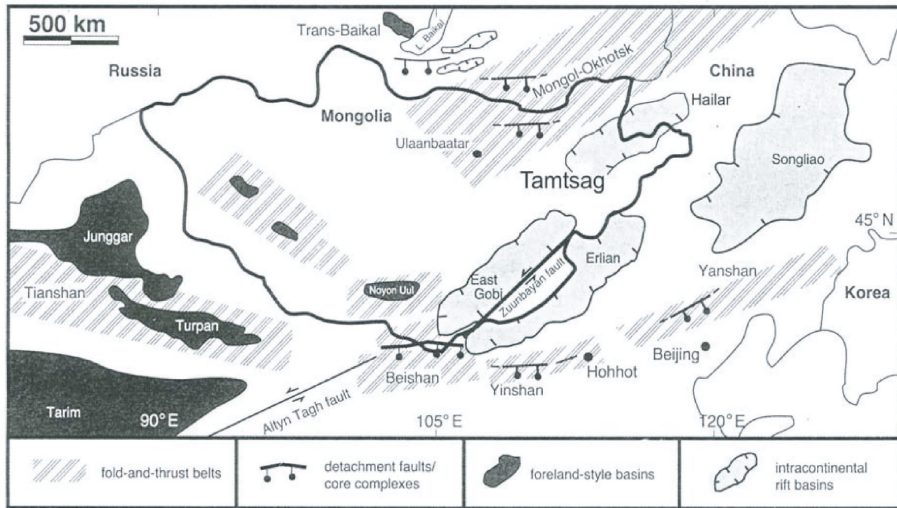 500 km
Trans-Baikal
L. Baikal
Russia
Mongol-Okhotsk
China
Mongolia
Hailar
Ulaanbaatar
Songliao
Tamtsag
45° N
Junggar
Erlian
Yanshan
East
Gobi
Zuunbayan fault
Tianshan
Noyon Uul
Korea
Turpan
Beijing
Hohhot
Beishan
Yinshan
Tarim
90° E
Altyn Tagh fault
105°E
120°E
fold-and-thrust belts
detachment faults/
core complexes
foreland-style basins
intracontinental
rift basins